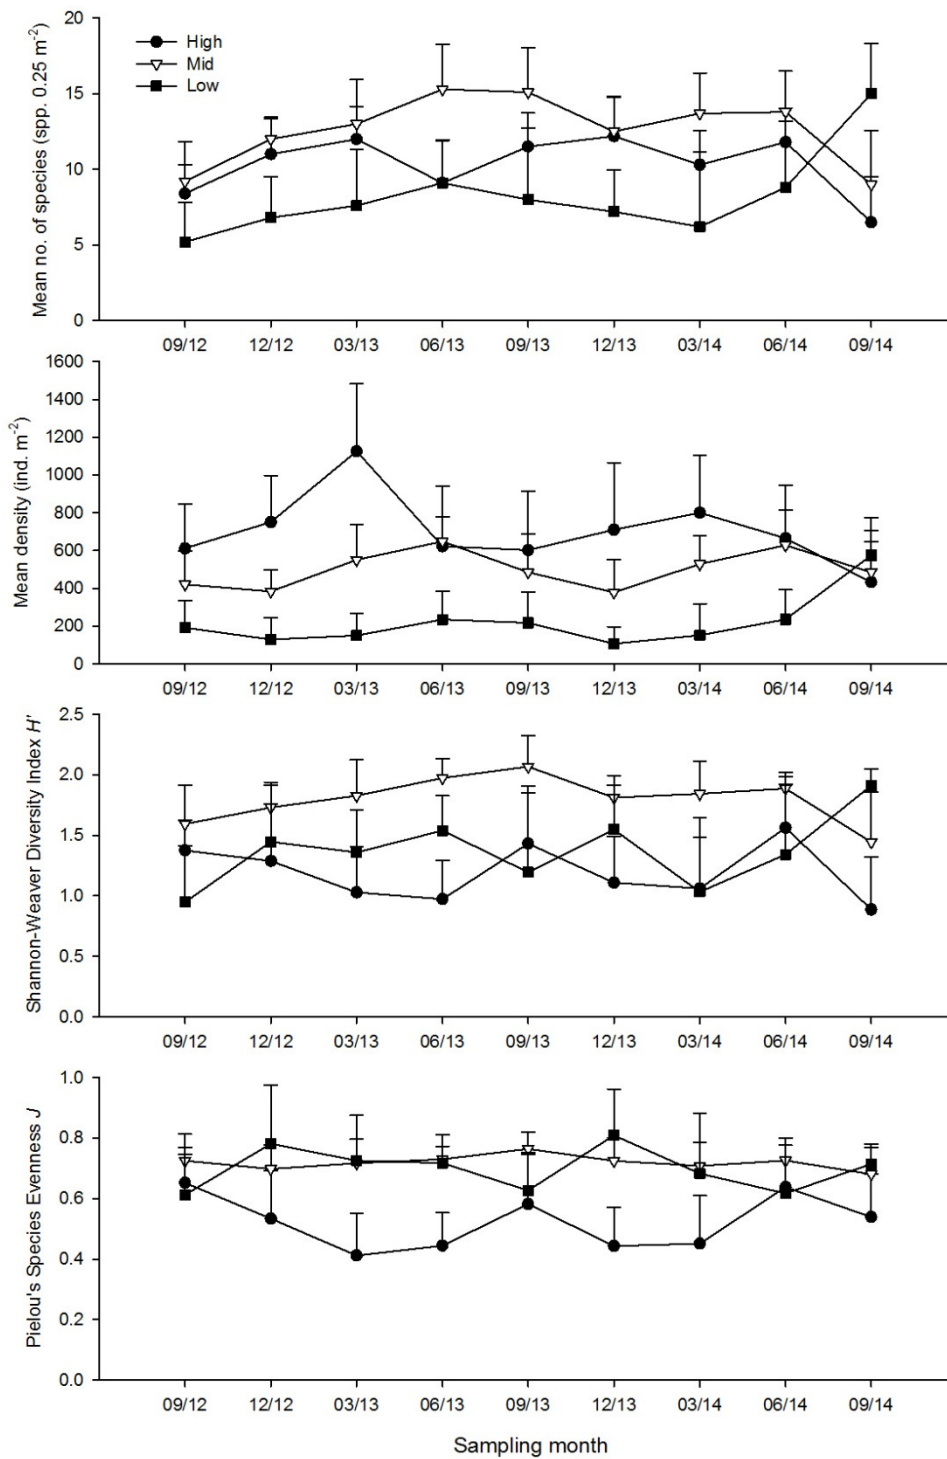 Mean no. of species (spp. 0.25 m⁻²)
20
15
10
5
0
High
Mid
Low
09/12 12/12 03/13 06/13 09/13 12/13 03/14 06/14 09/14
Mean density (ind. m⁻²)
1600
1400
1200
1000
800
600
400
200
0
09/12 12/12 03/13 06/13 09/13 12/13 03/14 06/14 09/14
Shannon-Weaver Diversity Index H'
2.5
2.0
1.5
1.0
0.5
0.0
09/12 12/12 03/13 06/13 09/13 12/13 03/14 06/14 09/14
Pielou's Species Evenness J
1.0
0.8
0.6
0.4
0.2
0.0
09/12 12/12 03/13 06/13 09/13 12/13 03/14 06/14 09/14
Sampling month